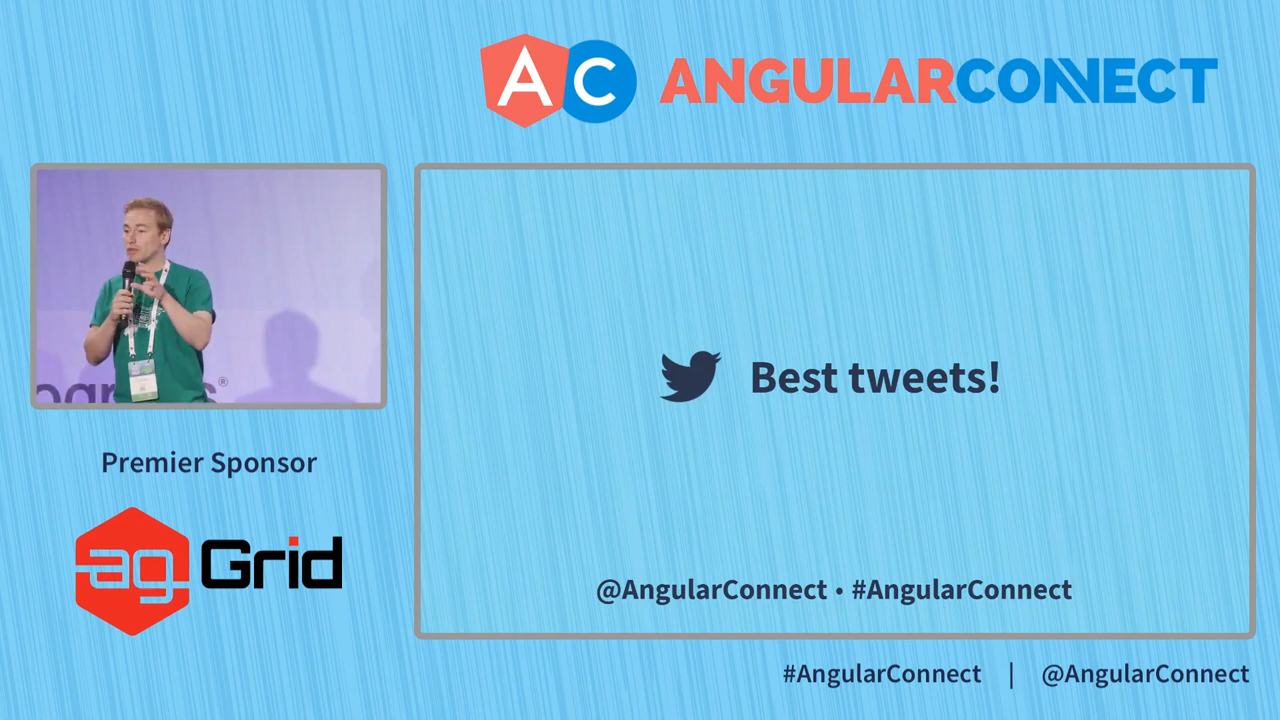 AC ANGULARCONNECT
Best tweets!
@AngularConnect • #AngularConnect
Premier Sponsor
ag Grid
#AngularConnect | @AngularConnect